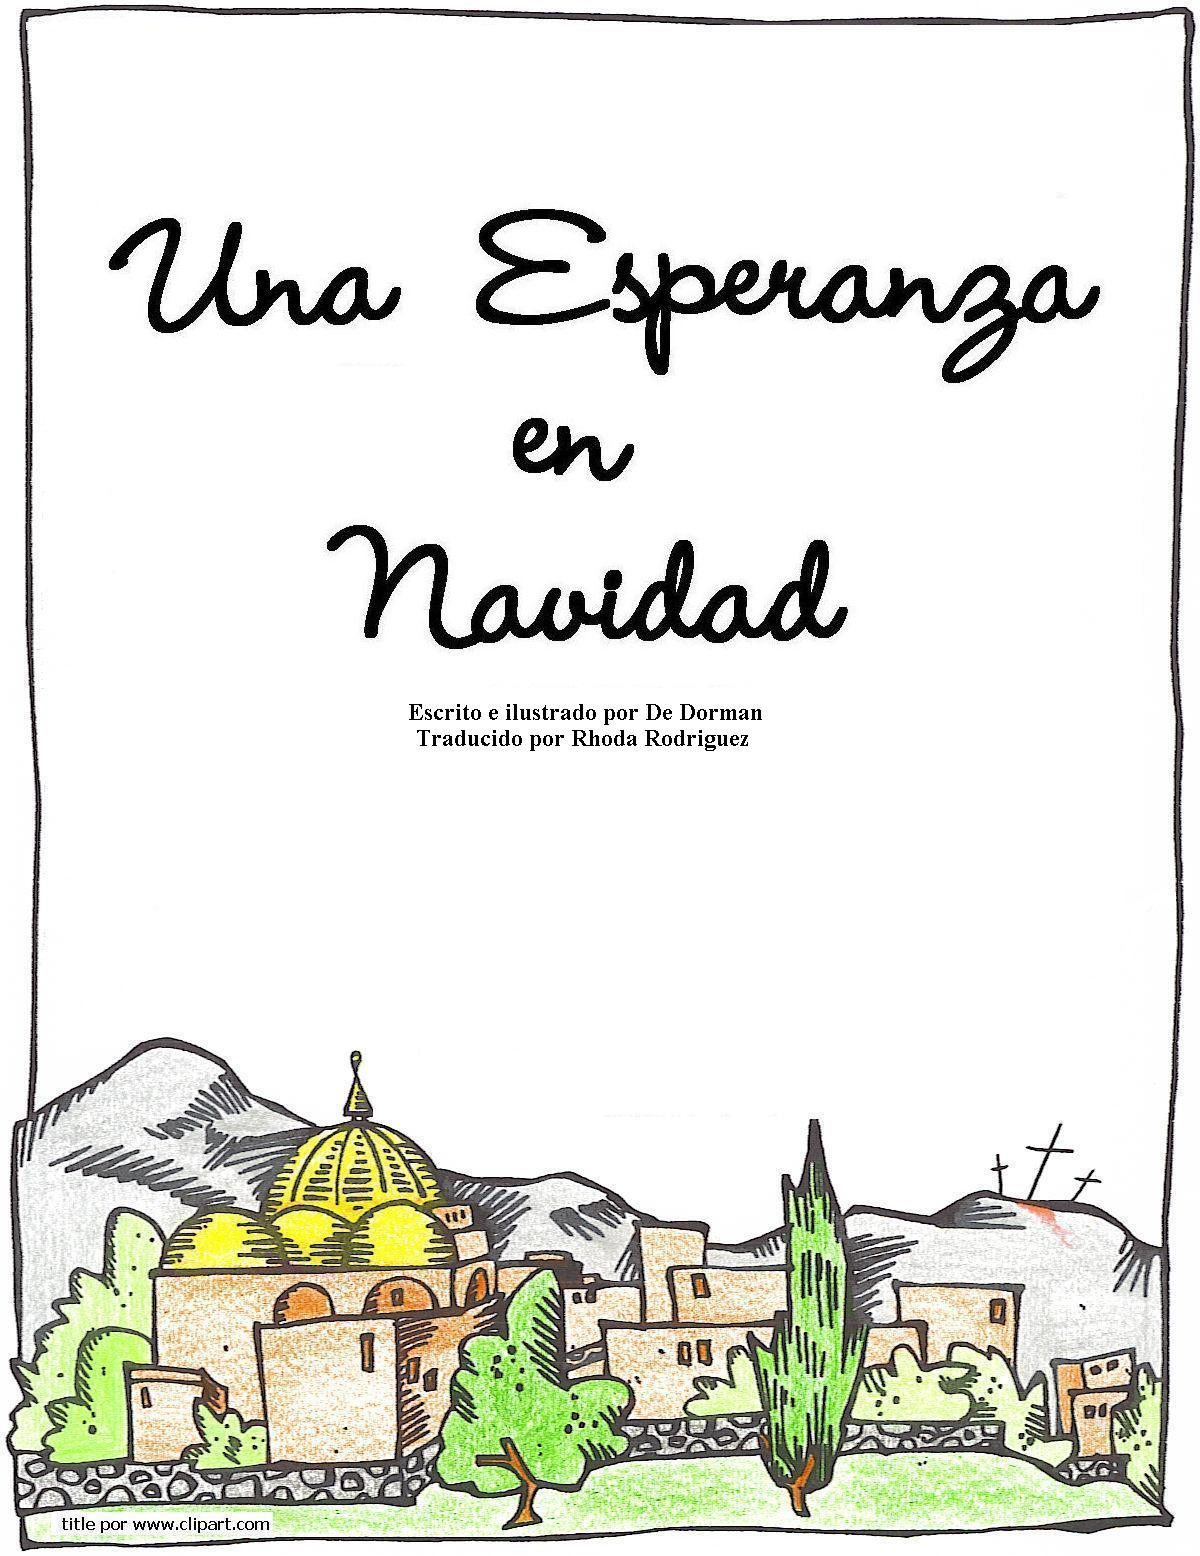 Una Esperanza
en
Navidad
Escrito e ilustrado por De Dorman
Traducido por Rhoda Rodriguez
title por www.clipart.com